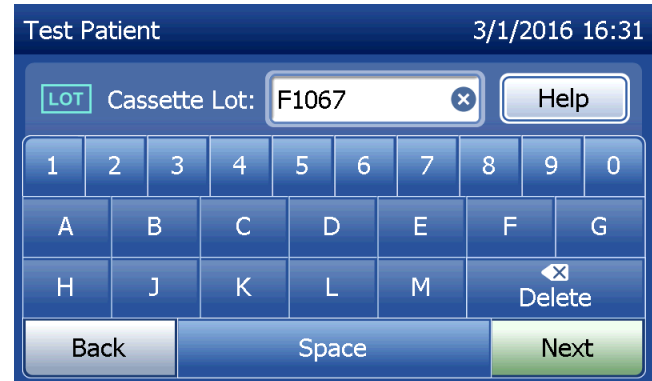 Test Patient 3/1/2016 16:31
LOT Cassette Lot: F1067 Help
1 2 3 4 5 6 7 8 9 0
A B C D E F G
H J K L M Delete
Back Space Next